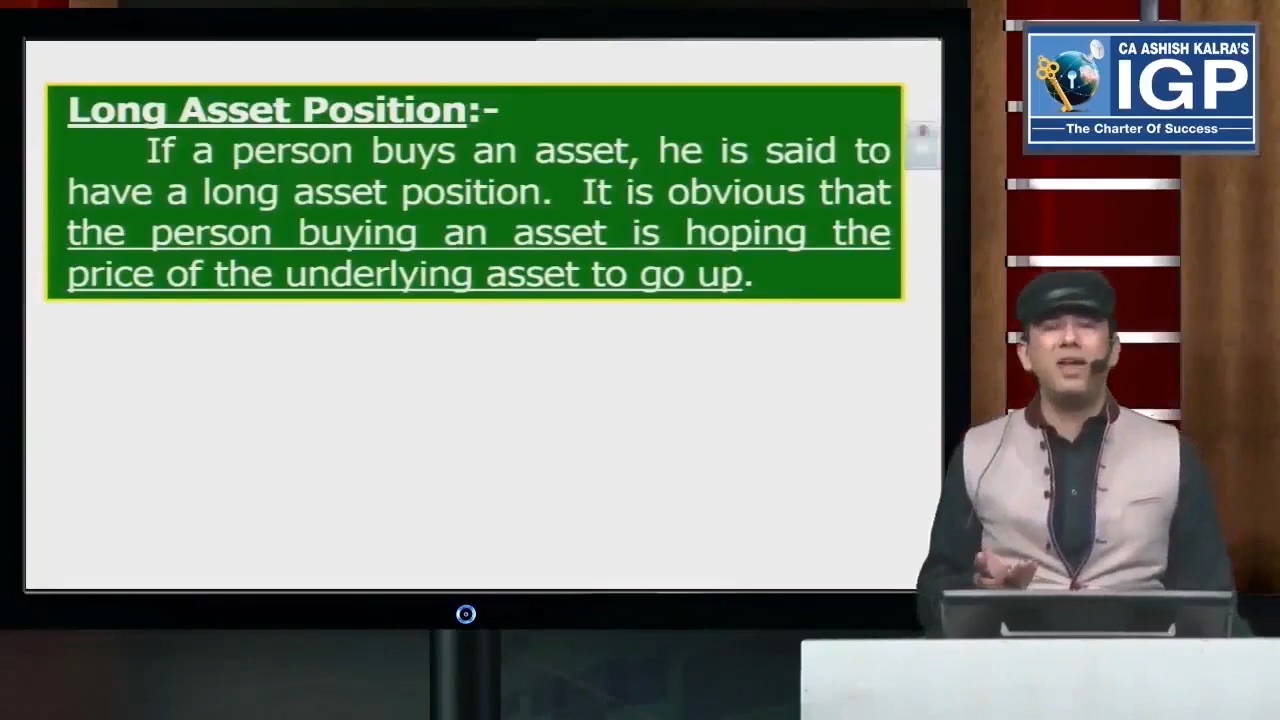 Long Asset Position:-
If a person buys an asset, he is said to
have a long asset position. It is obvious that
the person buying an asset is hoping the
price of the underlying asset to go up.
CA ASHISH KALRA'S
IGP
The Charter Of Success